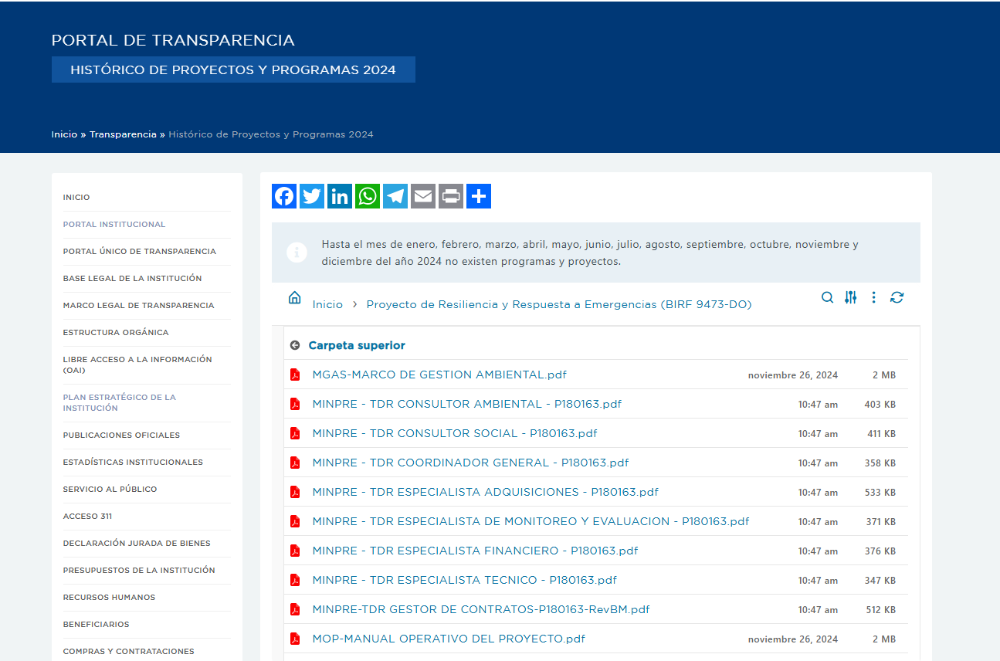 PORTAL DE TRANSPARENCIA
HISTÓRICO DE PROYECTOS Y PROGRAMAS 2024
Inicio » Transparencia » Histórico de Proyectos y Programas 2024
INICIO
PORTAL INSTITUCIONAL
PORTAL ÚNICO DE TRANSPARENCIA
BASE LEGAL DE LA INSTITUCIÓN
MARCO LEGAL DE TRANSPARENCIA
ESTRUCTURA ORGÁNICA
LIBRE ACCESO A LA INFORMACIÓN
(OAI)
PLAN ESTRATÉGICO DE LA
INSTITUCIÓN
PUBLICACIONES OFICIALES
ESTADÍSTICAS INSTITUCIONALES
SERVICIO AL PÚBLICO
ACCESO 311
DECLARACIÓN JURADA DE BIENES
PRESUPUESTOS DE LA INSTITUCIÓN
RECURSOS HUMANOS
BENEFICIARIOS
COMPRAS Y CONTRATACIONES
Hasta el mes de enero, febrero, marzo, abril, mayo, junio, julio, agosto, septiembre, octubre, noviembre y
diciembre del año 2024 no existen programas y proyectos.
Inicio > Proyecto de Resiliencia y Respuesta a Emergencias (BIRF 9473-DO)
Carpeta superior
MGAS-MARCO DE GESTION AMBIENTAL.pdf noviembre 26, 2024 2 MB
MINPRE - TDR CONSULTOR AMBIENTAL - P180163.pdf 10:47 am 403 KB
MINPRE - TDR CONSULTOR SOCIAL - P180163.pdf 10:47 am 411 KB
MINPRE - TDR COORDINADOR GENERAL - P180163.pdf 10:47 am 358 KB
MINPRE - TDR ESPECIALISTA ADQUISICIONES - P180163.pdf 10:47 am 533 KB
MINPRE - TDR ESPECIALISTA DE MONITOREO Y EVALUACION - P180163.pdf 10:47 am 371 KB
MINPRE - TDR ESPECIALISTA FINANCIERO - P180163.pdf 10:47 am 376 KB
MINPRE - TDR ESPECIALISTA TECNICO - P180163.pdf 10:47 am 347 KB
MINPRE-TDR GESTOR DE CONTRATOS-P180163-RevBM.pdf 10:47 am 512 KB
MOP-MANUAL OPERATIVO DEL PROYECTO.pdf noviembre 26, 2024 2 MB